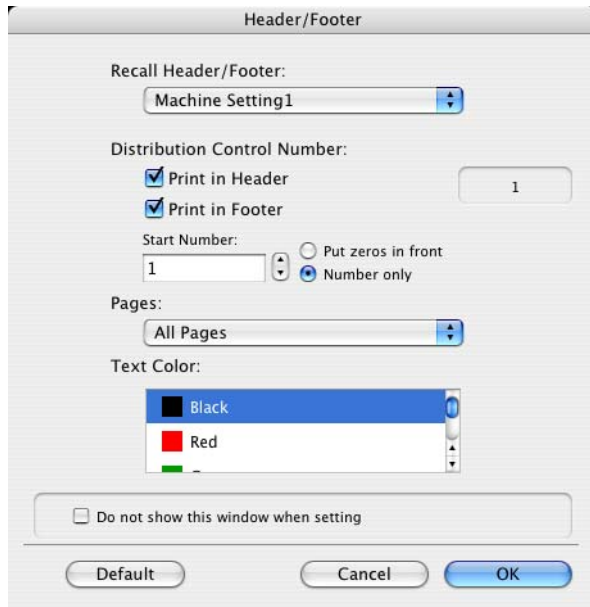 Header/Footer
Recall Header/Footer:
Machine Setting1
Distribution Control Number:
Print in Header
1
Print in Footer
Start Number:
Put zeros in front
1
Number only
Pages:
All Pages
Text Color:
Black
Red
Do not show this window when setting
Default
Cancel
OK